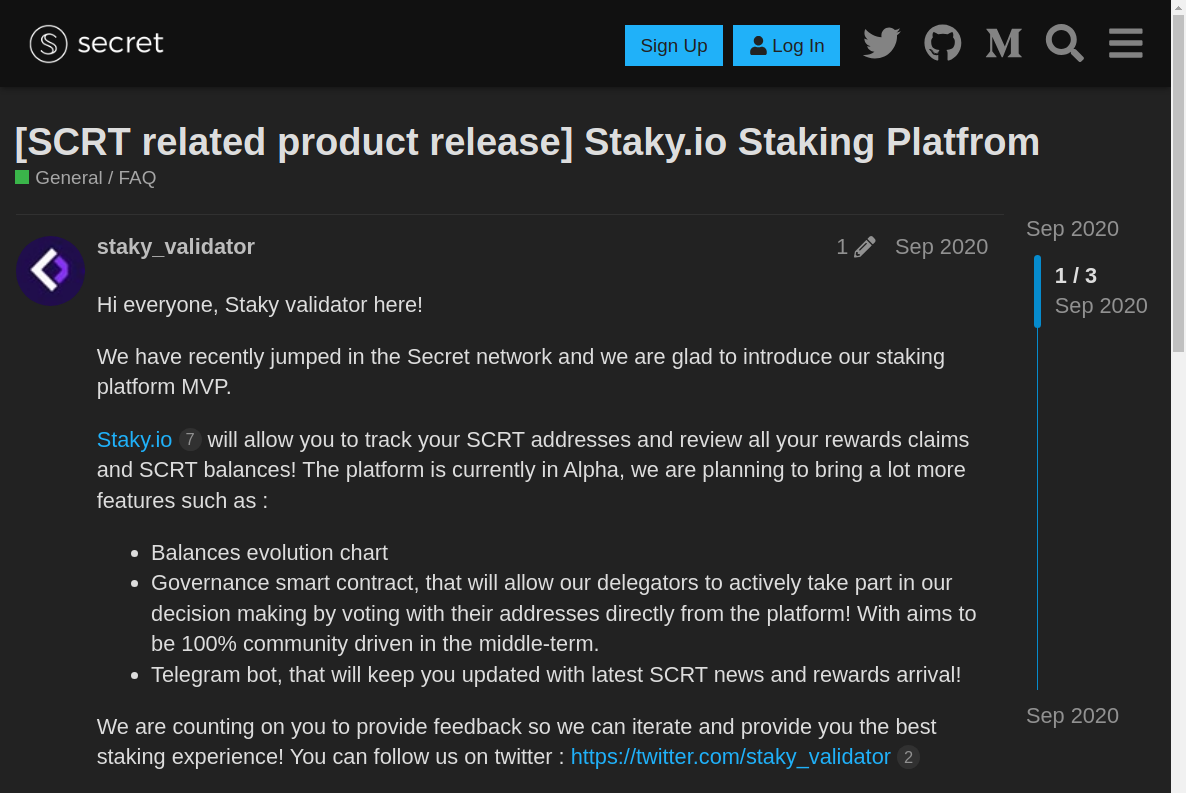 secret
Sign Up
Log In
[SCRT related product release] Staky.io Staking Platfrom
General / FAQ
staky_validator
1
Sep 2020
Sep 2020
1 / 3
Sep 2020
Hi everyone, Staky validator here!
We have recently jumped in the Secret network and we are glad to introduce our staking
platform MVP.
Staky.io 7 will allow you to track your SCRT addresses and review all your rewards claims
and SCRT balances! The platform is currently in Alpha, we are planning to bring a lot more
features such as :
• Balances evolution chart
• Governance smart contract, that will allow our delegators to actively take part in our
decision making by voting with their addresses directly from the platform! With aims to
be 100% community driven in the middle-term.
• Telegram bot, that will keep you updated with latest SCRT news and rewards arrival!
Sep 2020
We are counting on you to provide feedback so we can iterate and provide you the best
staking experience! You can follow us on twitter : https://twitter.com/staky_validator 2